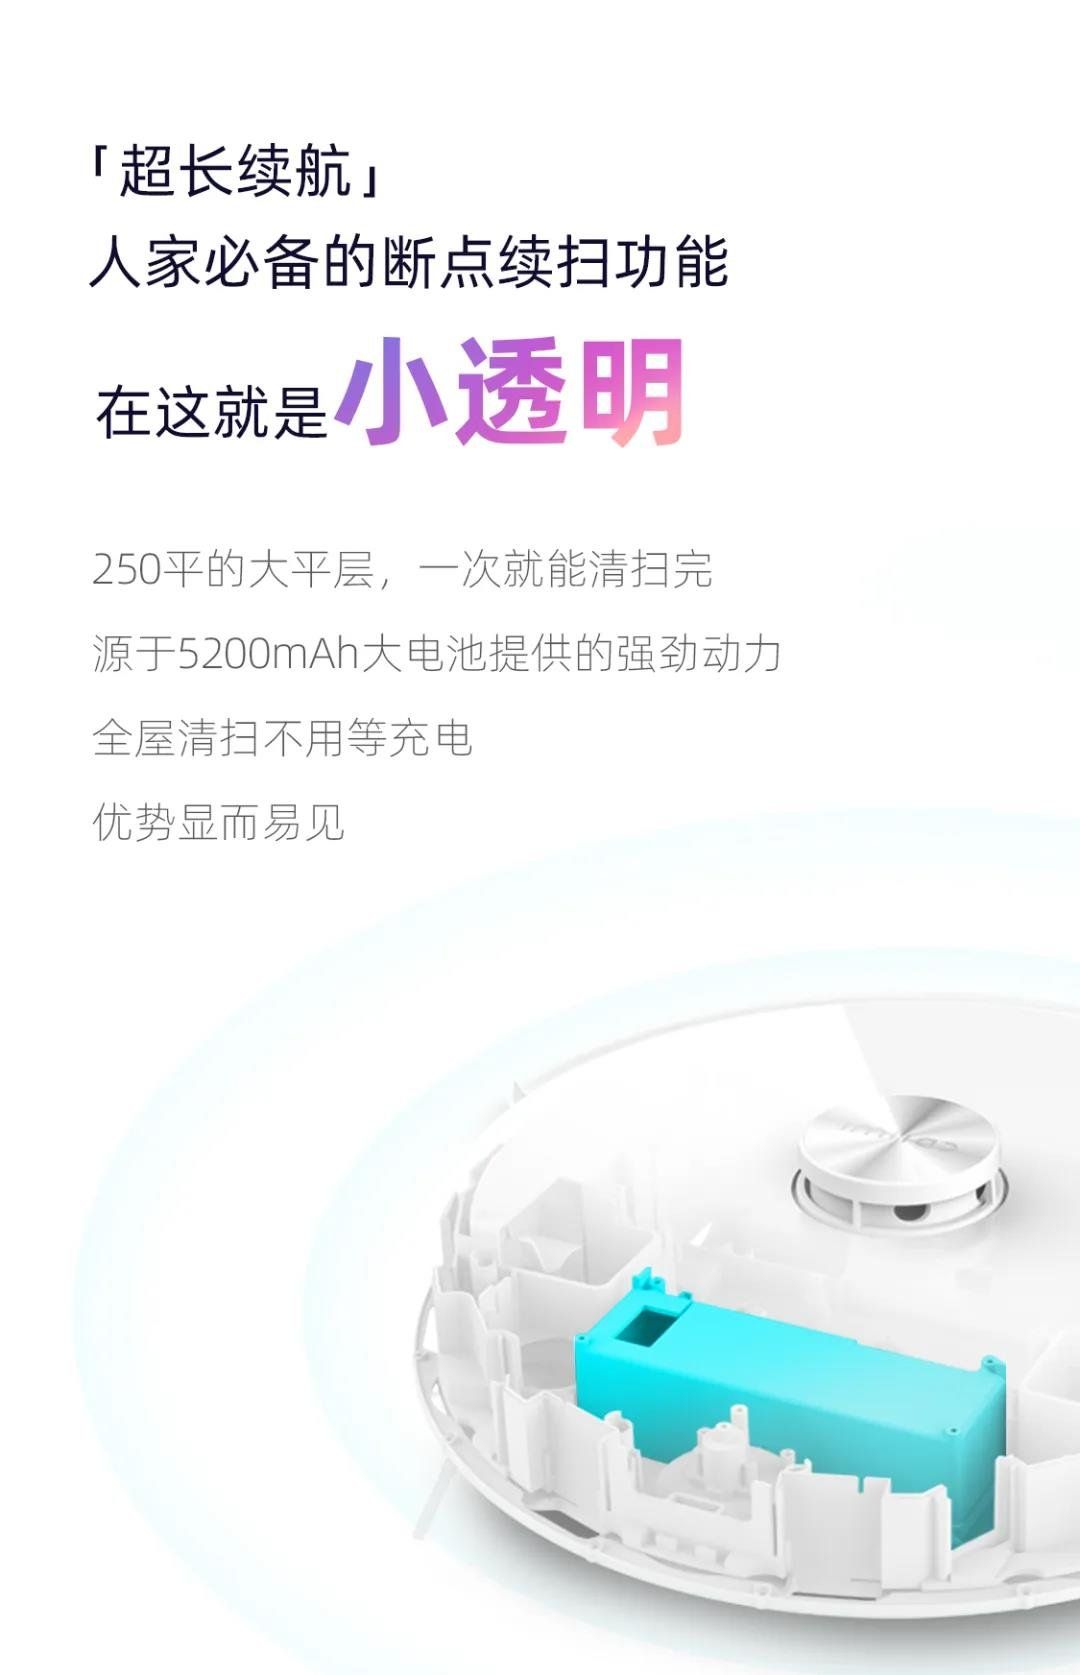 「超长续航」
人家必备的断点续扫功能
在这就是小透明
250平的大平层，一次就能清扫完
源于5200mAh大电池提供的强劲动力
全屋清扫不用等充电
优势显而易见